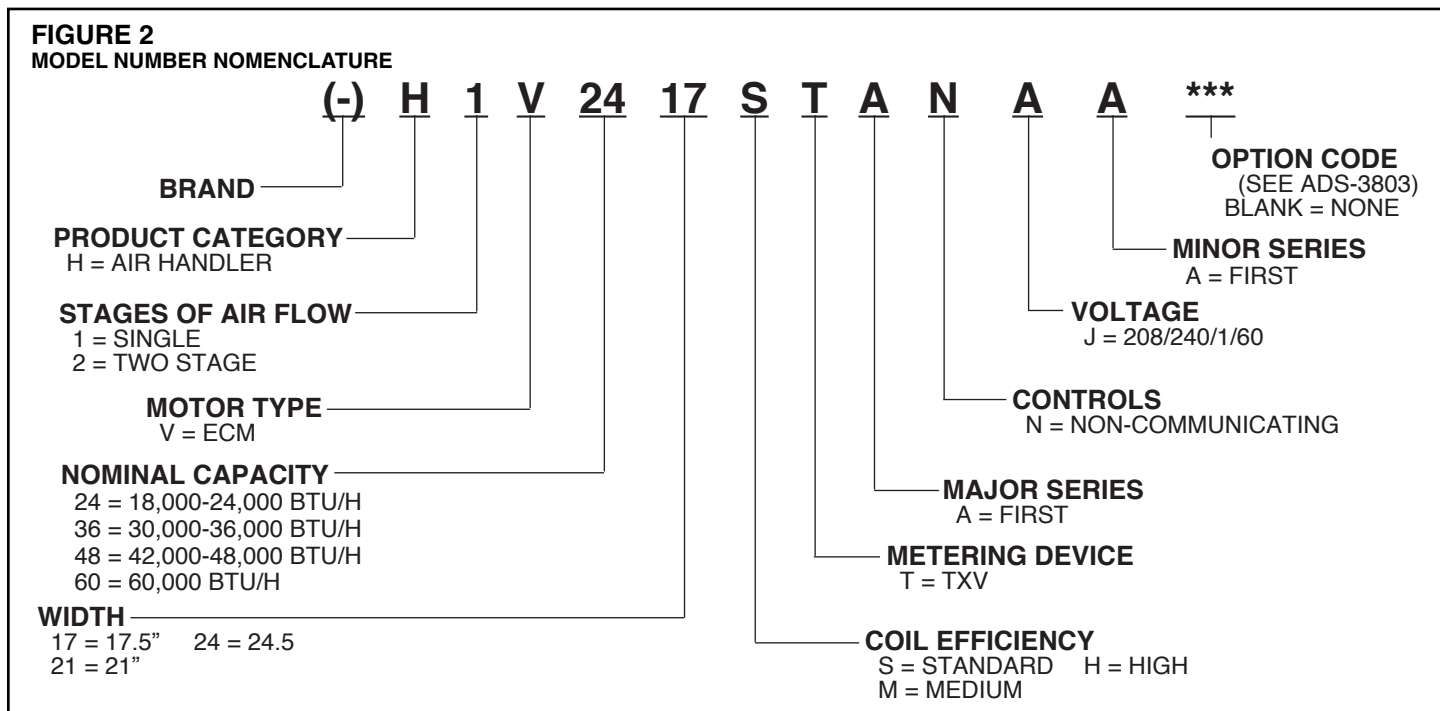 FIGURE 2
MODEL NUMBER NOMENCLATURE
(-) H 1 V 24 17 S T A N A A ***
BRAND
PRODUCT CATEGORY
H = AIR HANDLER
STAGES OF AIR FLOW
1 = SINGLE
2 = TWO STAGE
MOTOR TYPE
V = ECM
NOMINAL CAPACITY
24 = 18,000-24,000 BTU/H
36 = 30,000-36,000 BTU/H
48 = 42,000-48,000 BTU/H
60 = 60,000 BTU/H
WIDTH
17 = 17.5” 24 = 24.5
21 = 21”
OPTION CODE
(SEE ADS-3803)
BLANK = NONE
MINOR SERIES
A = FIRST
VOLTAGE
J = 208/240/1/60
CONTROLS
N = NON-COMMUNICATING
MAJOR SERIES
A = FIRST
METERING DEVICE
T = TXV
COIL EFFICIENCY
S = STANDARD H = HIGH
M = MEDIUM